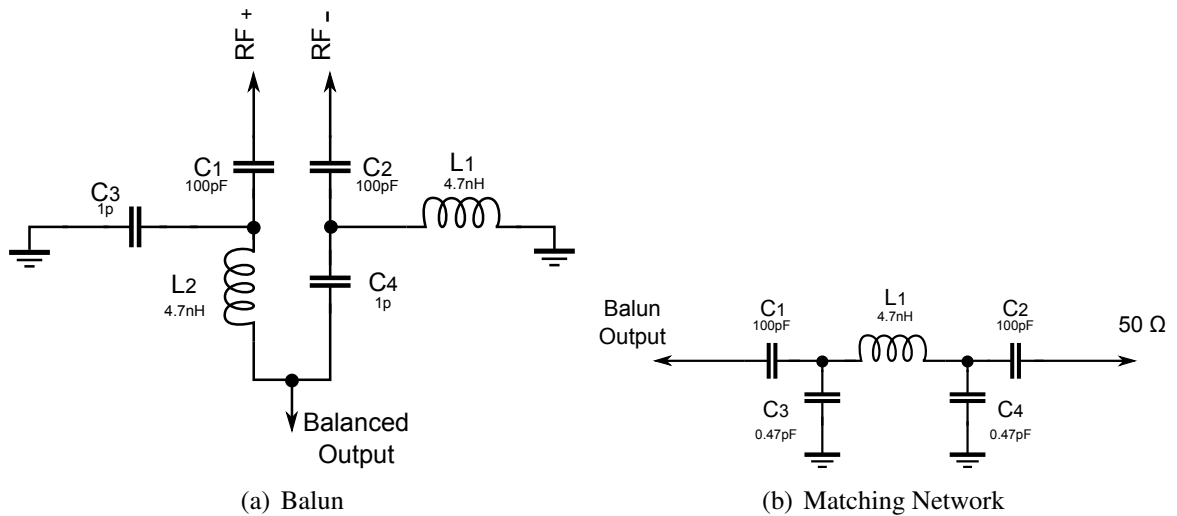 RF +
RF -
C1
100pF
C2
100pF
L1
4.7nH
C3
1p
L2
4.7nH
C4
1p
Balanced
Output
(a) Balun
Balun
Output
C1
100pF
L1
4.7nH
C2
100pF
50 Ω
C3
0.47pF
C4
0.47pF
(b) Matching Network